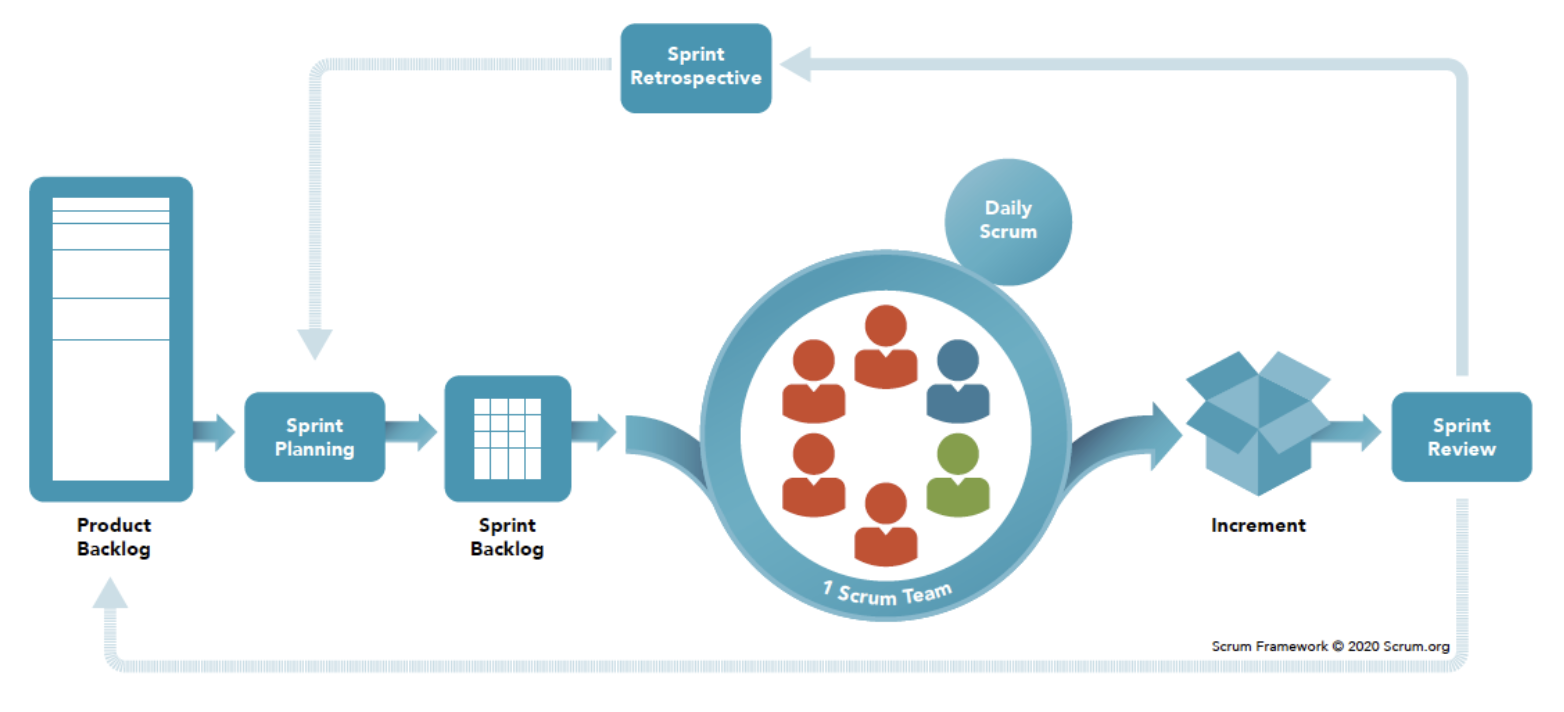 Sprint
Retrospective
Daily
Scrum
Sprint
Planning
Sprint
Review
Product
Backlog
Sprint
Backlog
Increment
1 Scrum Team
Scrum Framework © 2020 Scrum.org